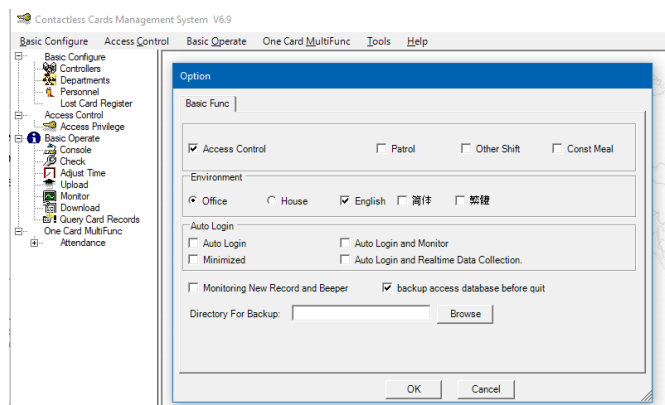 Contactless Cards Management System V6.9
Basic Configure Access Control Basic Operate One Card MultiFunc Tools Help
Basic Configure
Controllers
Departments
Personnel
Lost Card Register
Access Control
Access Privilege
Basic Operate
Console
Check
Adjust Time
Upload
Monitor
Download
Query Card Records
One Card MultiFunc
Attendance
Option
Basic Func
Access Control Patrol Other Shift Const Meal
Environment
Office House English 简体 繁體
Auto Login
Auto Login Auto Login and Monitor
Minimized Auto Login and Realtime Data Collection.
Monitoring New Record and Beeper backup access database before quit
Directory For Backup: Browse
OK Cancel